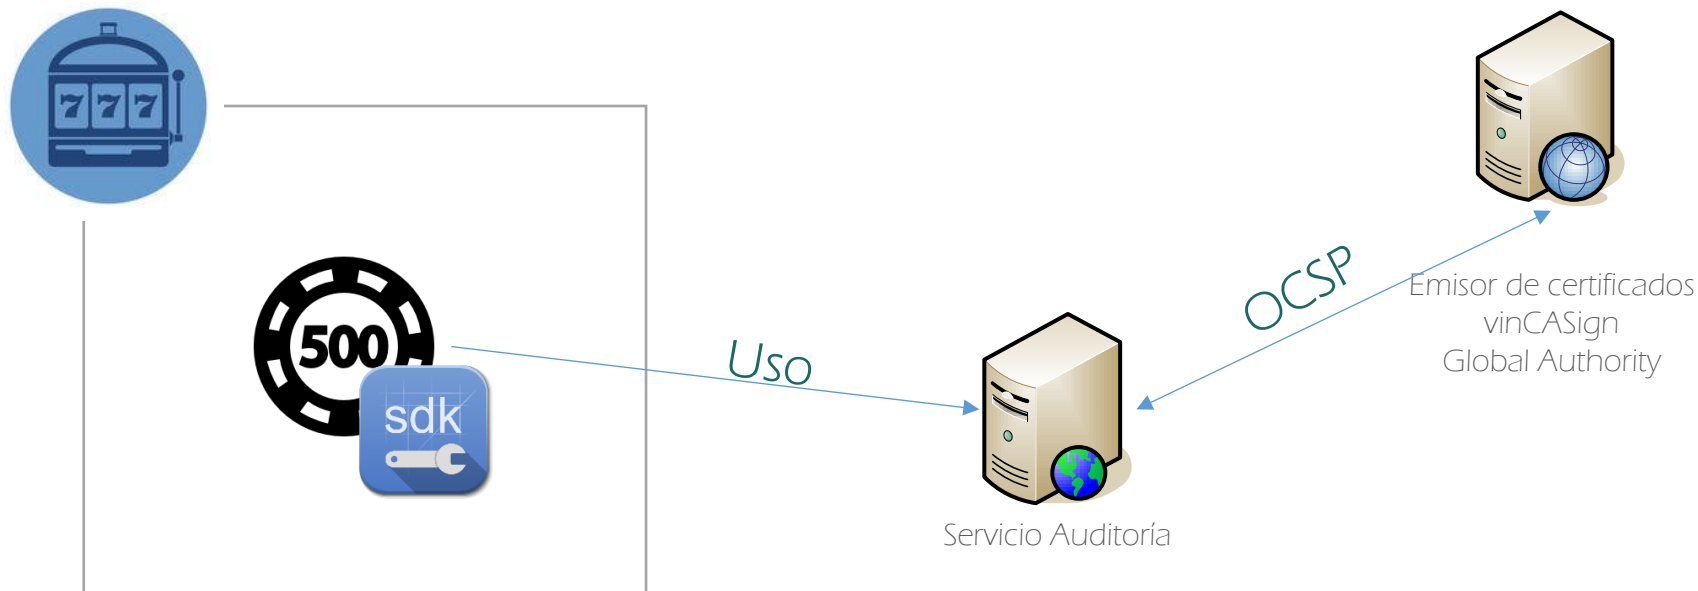 777
500
sdk
Uso
OCSP
Servicio Auditoría
Emisor de certificados
vinCASign
Global Authority